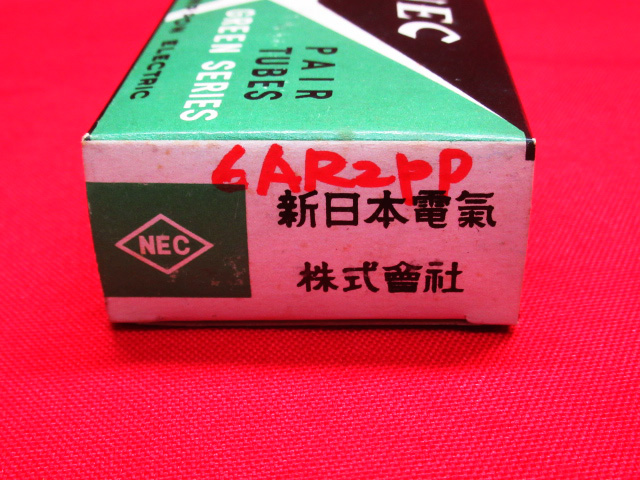 NEC
PAIR
TUBES
GREEN SERIES
ELECTRIC
6AR2PP
NEC
新日本電氣
株式會社